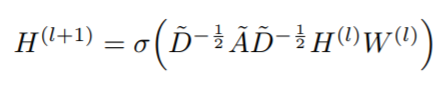 H^{(l+1)} = σ(D̃^{-1/2} Ã D̃^{-1/2} H^{(l)} W^{(l)})